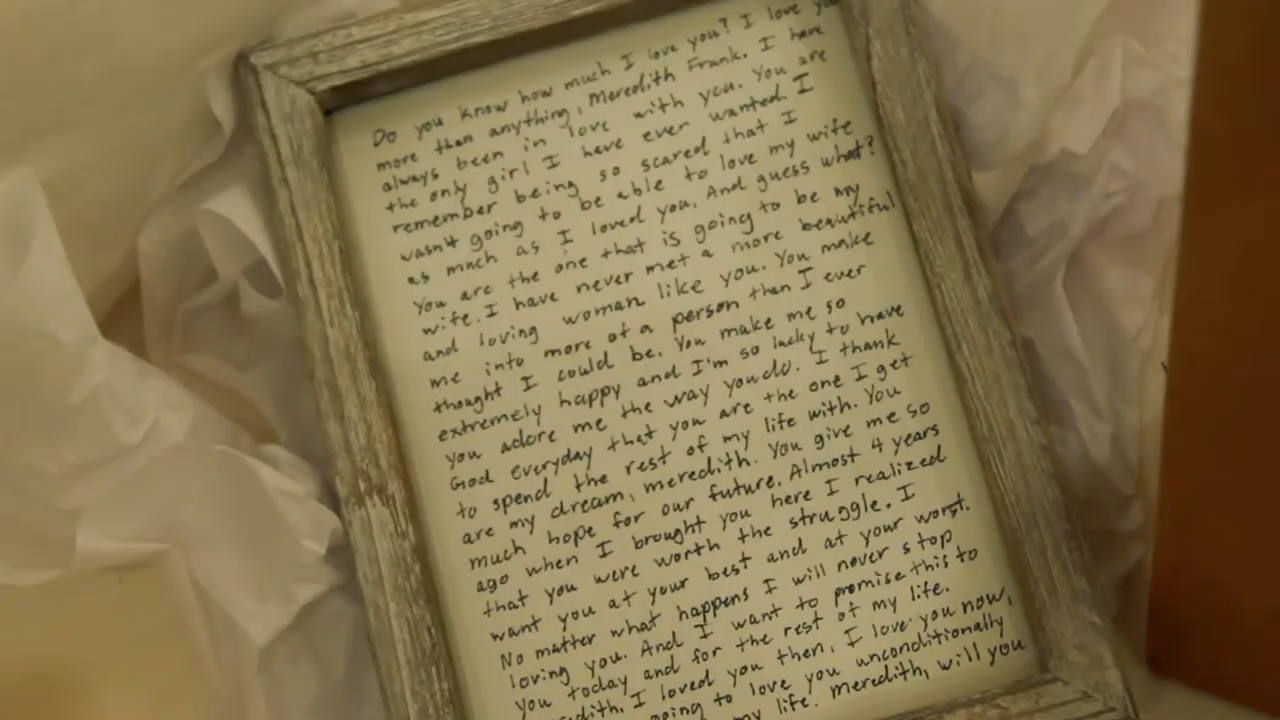 Do you know how much I love you? I love you
more than anything, Meredith Frank. I have
always been in love with you. You are
the only girl I have ever wanted. I
remember being so scared that I
wasn't going to be able to love my wife
as much as I loved you. And guess what?
You are the one that is going to be my
wife. I have never met a more beautiful
and loving woman like you. You make
me into more of a person than I ever
thought I could be. You make me so
extremely happy and I'm so lucky to have
you adore me the way you do. I thank
God everyday that you are the one I get
to spend the rest of my life with. You
are my dream, meredith. You give me so
much hope for our future. Almost 4 years
ago when I brought you here I realized
that you were worth the struggle. I
want you at your best and at your worst.
No matter what happens I will never stop
loving you. And I want to promise this to
you today and for the rest of my life.
edith. I loved you then, I love you now,
going to love you unconditionally
my life. meredith, will you